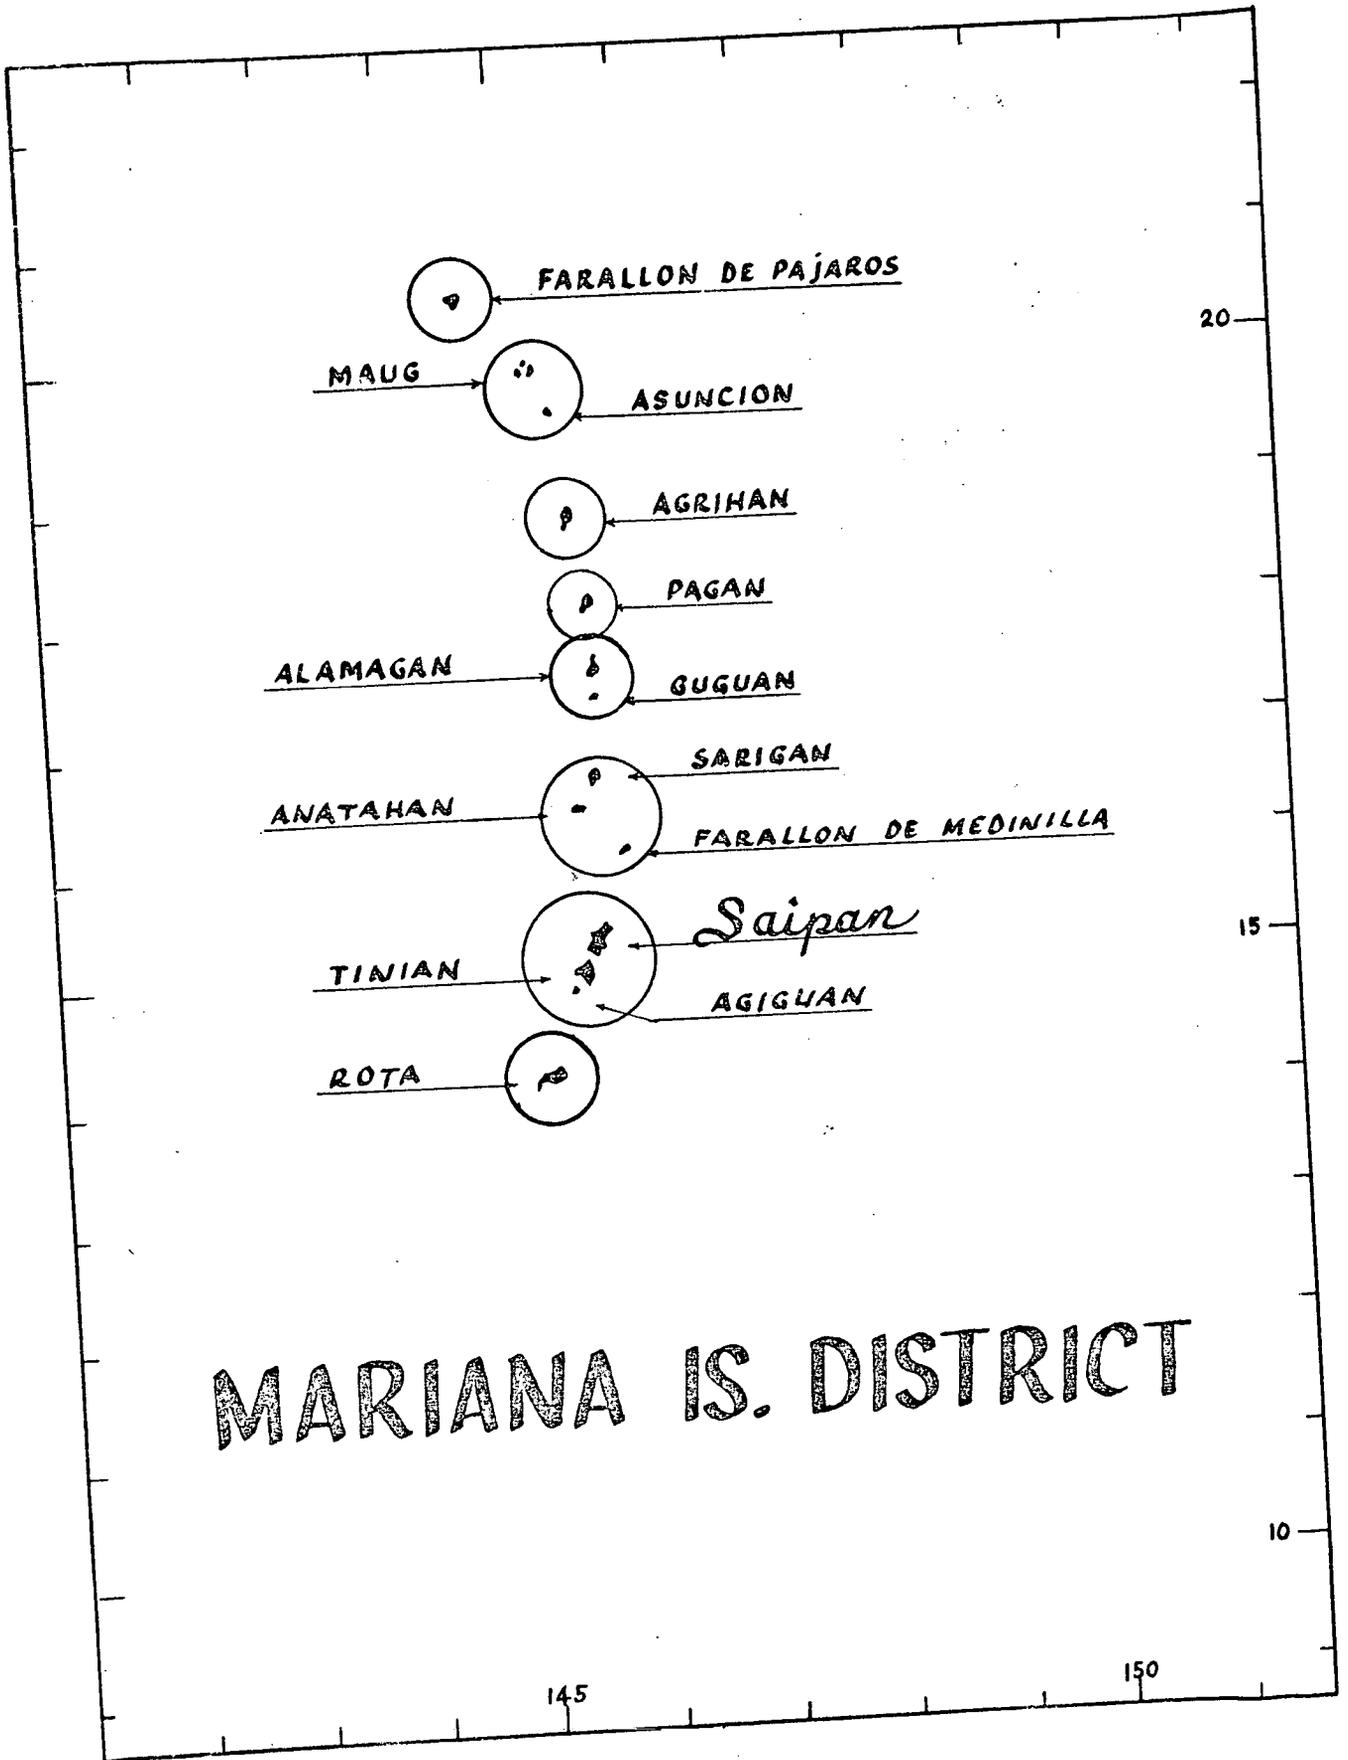 FARALLON DE PAJAROS
20
MAUG
ASUNCION
AGRIHAN
PAGAN
ALAMAGAN
GUGUAN
SARIGAN
ANATAHAN
FARALLON DE MEDINILLA
Saipan
15
TINIAN
AGIGUAN
ROTA
MARIANA IS. DISTRICT
10
145
150